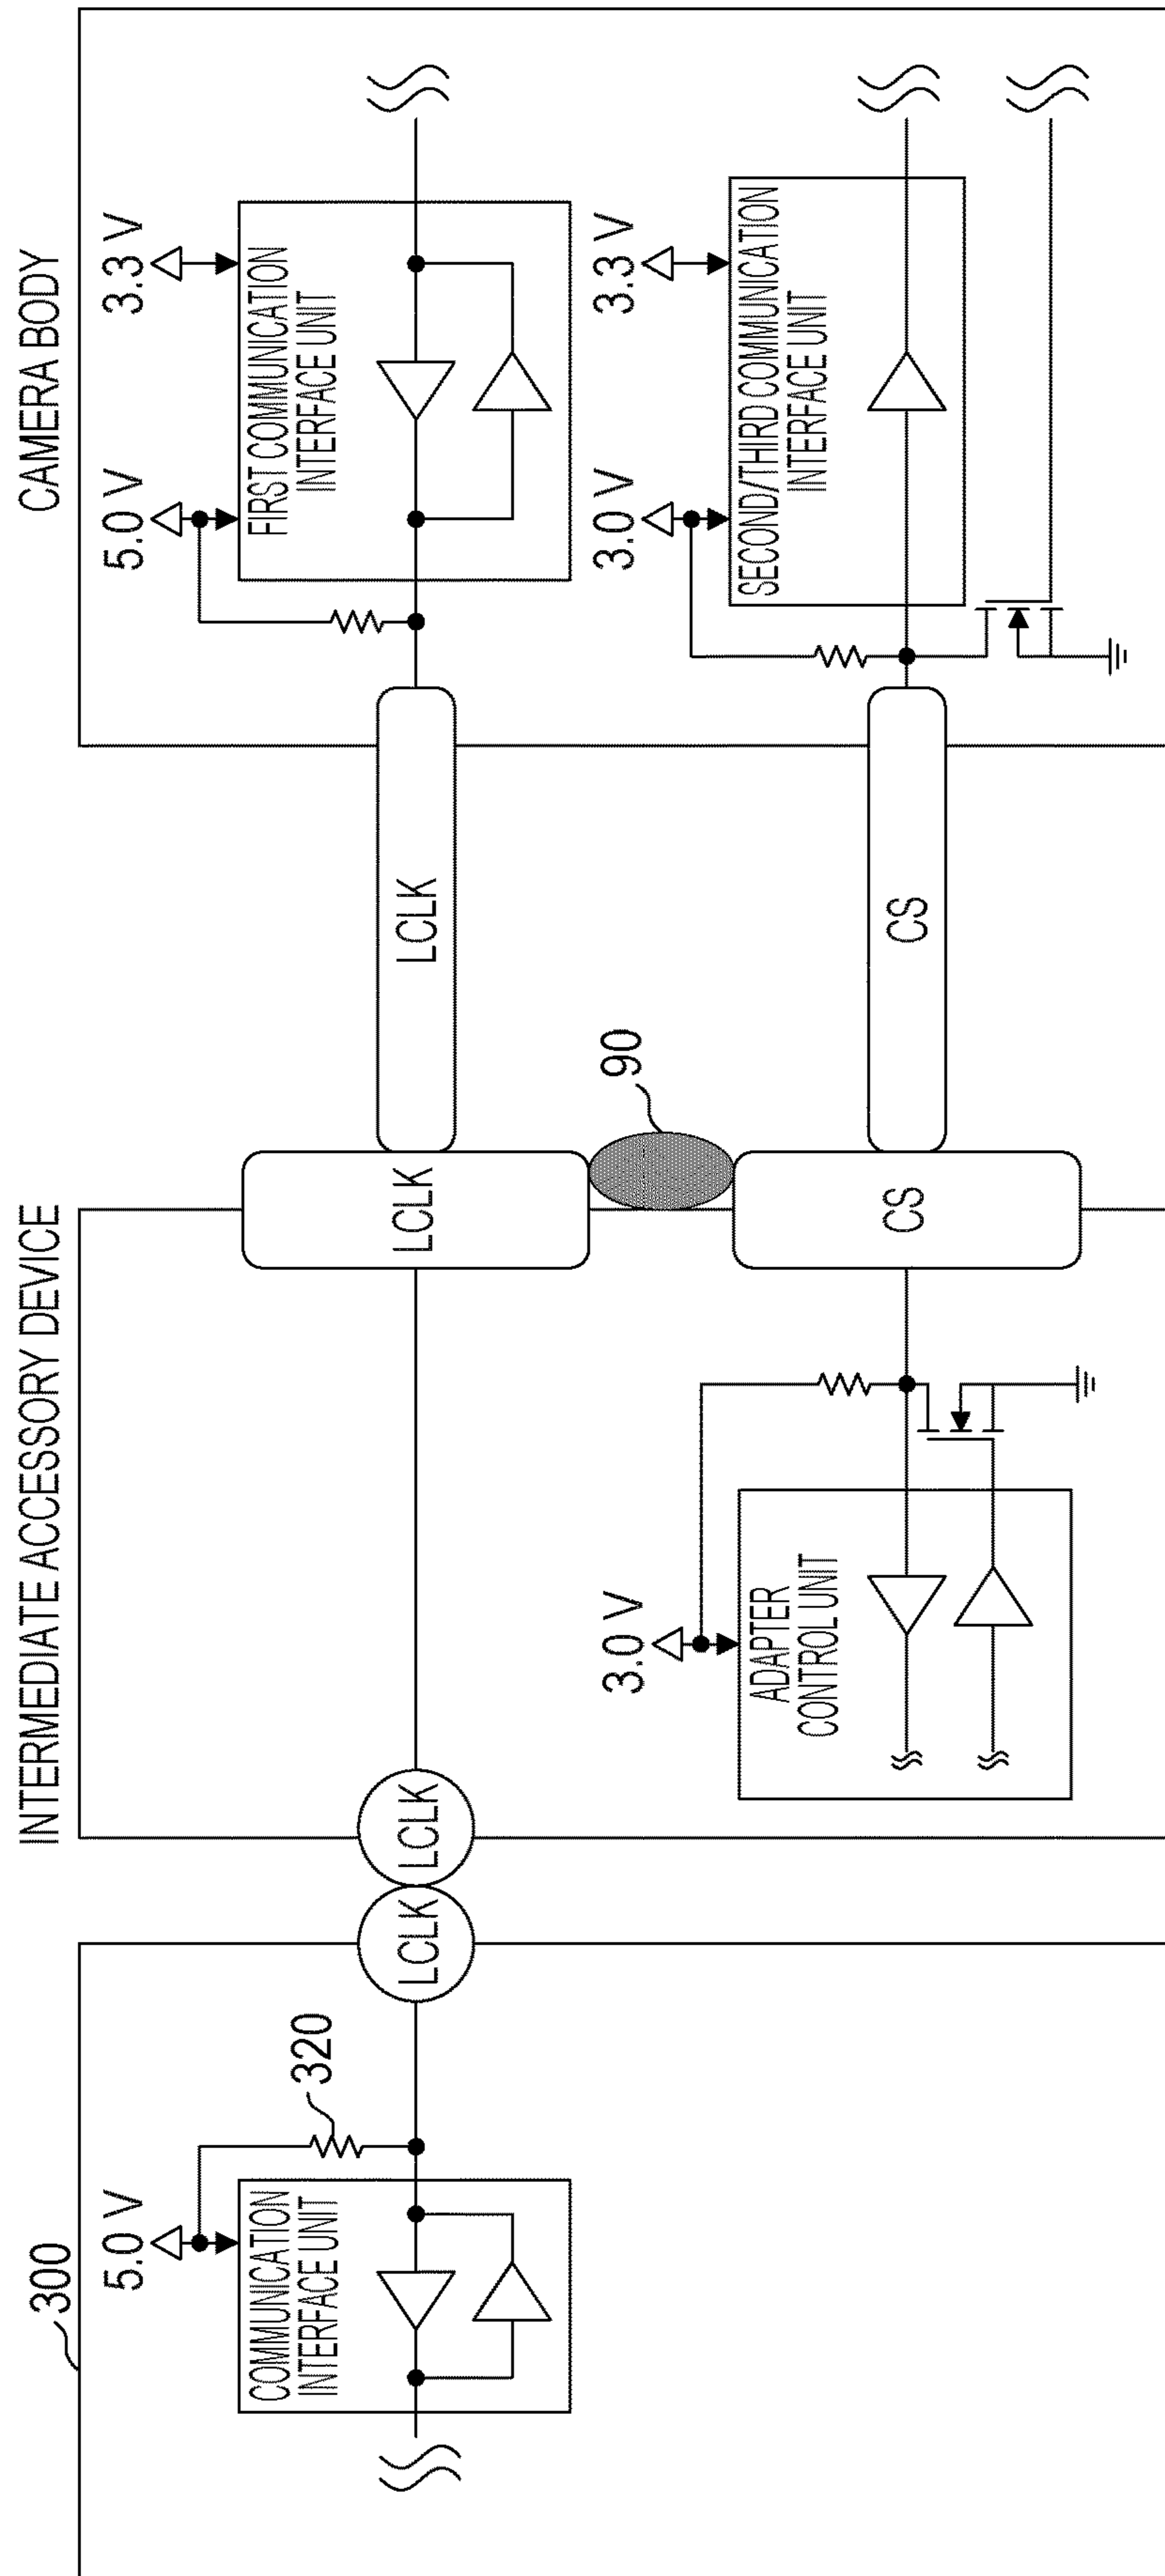 300
INTERMEDIATE ACCESSORY DEVICE
CAMERA BODY
5.0 V
320
COMMUNICATION
INTERFACE UNIT
LCLK
LCLK
LCLK
LCLK
5.0 V
3.3 V
FIRST COMMUNICATION
INTERFACE UNIT
90
3.0 V
ADAPTER
CONTROL UNIT
CS
CS
3.0 V
3.3 V
SECOND/THIRD COMMUNICATION
INTERFACE UNIT